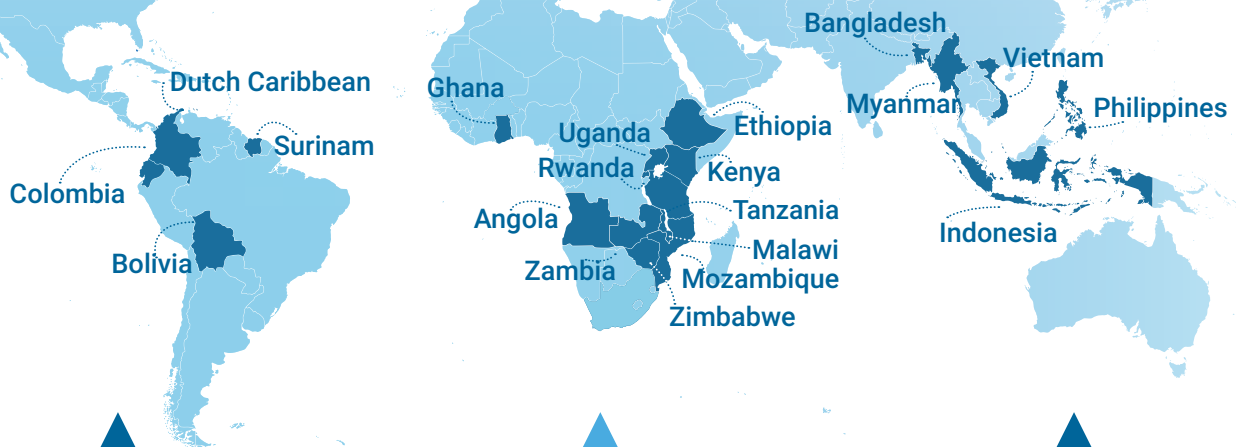 Dutch Caribbean
Surinam
Colombia
Bolivia
Ghana
Uganda
Ethiopia
Rwanda
Kenya
Angola
Tanzania
Malawi
Zambia
Mozambique
Zimbabwe
Bangladesh
Vietnam
Myanmar
Philippines
Indonesia